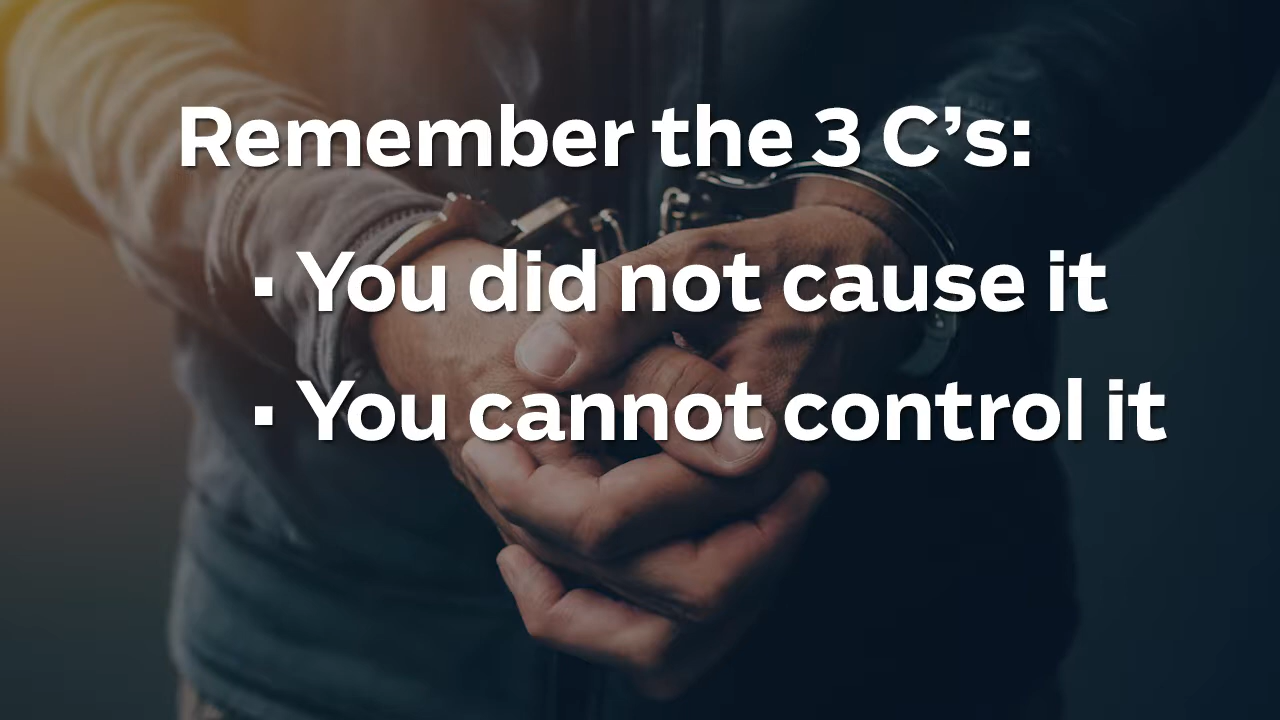 Remember the 3 C’s:
▪ You did not cause it
▪ You cannot control it